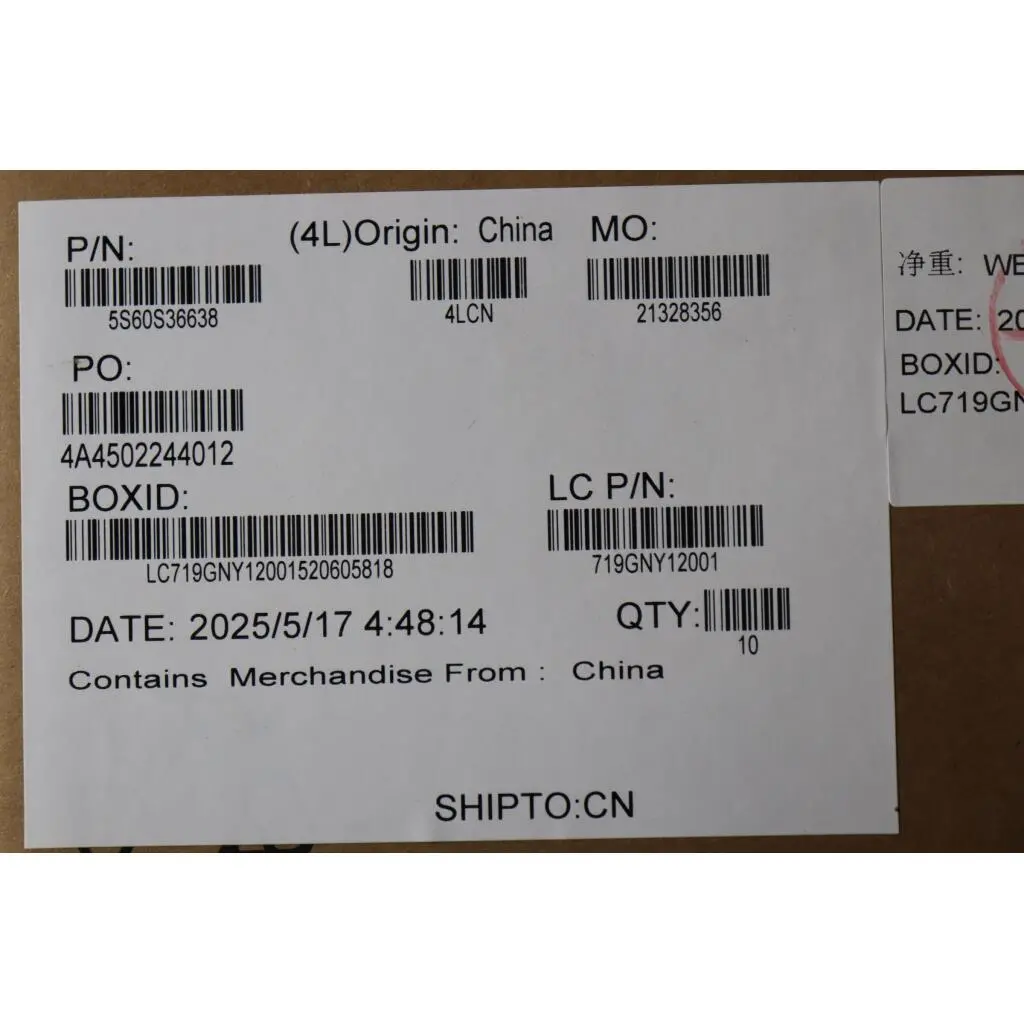 P/N:
5S60S36638
(4L)Origin: China
4LCN
MO:
21328356
PO:
4A4502244012
BOXID:
LC719GNY12001520605818
LC P/N:
719GNY12001
DATE: 2025/5/17 4:48:14
QTY:
10
Contains Merchandise From : China
SHIPTO:CN
净重: WE
DATE: 20
BOXID:
LC719GN